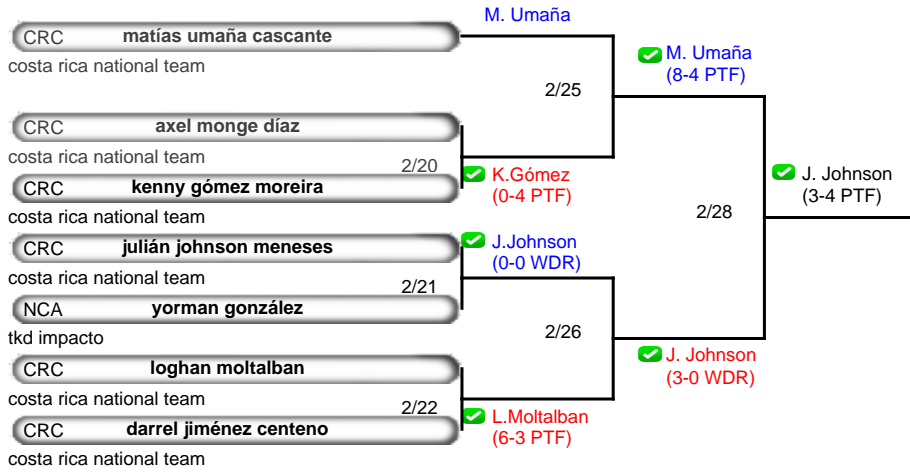 M. Umaña
CRC matías umaña cascante
costa rica national team
M. Umaña
(8-4 PTF)
2/25
CRC axel monge díaz
costa rica national team
2/20
CRC kenny gómez moreira
costa rica national team
K.Gómez
(0-4 PTF)
J. Johnson
(3-4 PTF)
2/28
CRC julián johnson meneses
costa rica national team
J.Johnson
(0-0 WDR)
2/21
NCA yorman gonzález
tkd impacto
2/26
J. Johnson
(3-0 WDR)
CRC loghan moltalban
costa rica national team
2/22
CRC darrel jiménez centeno
costa rica national team
L.Moltalban
(6-3 PTF)